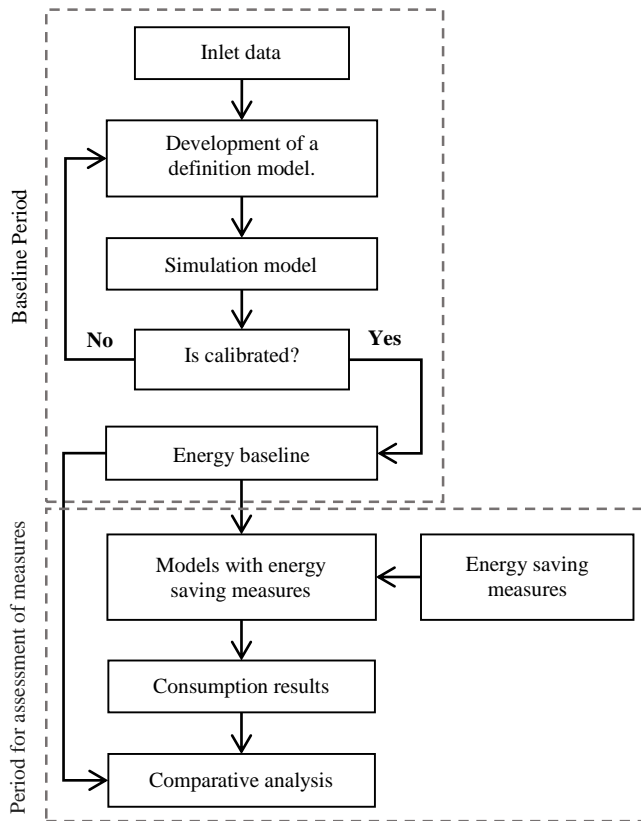 Baseline Period
Inlet data
Development of a
definition model.
Simulation model
No
Is calibrated?
Yes
Energy baseline
Period for assessment of measures
Models with energy
saving measures
Energy saving
measures
Consumption results
Comparative analysis